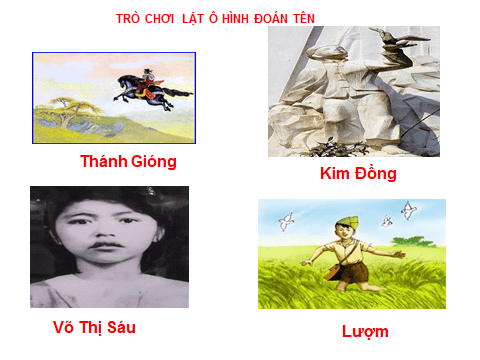 TRÒ CHƠI LẬT Ô HÌNH ĐOÁN TÊN
Thánh Gióng
Kim Đồng
Võ Thị Sáu
Lượm